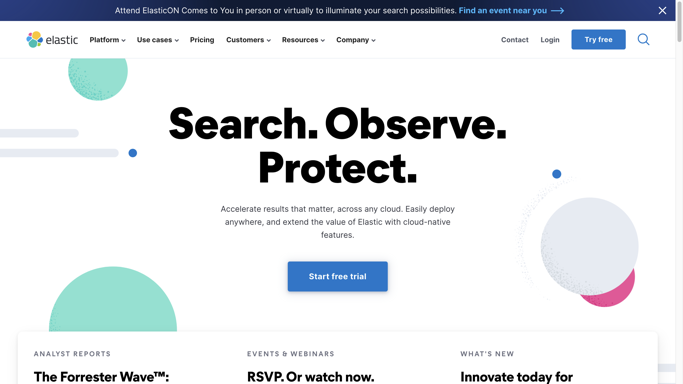 Attend ElasticON Comes to You in person or virtually to illuminate your search possibilities. Find an event near you
elastic
Platform
Use cases
Pricing
Customers
Resources
Company
Contact
Login
Try free
Search. Observe.
Protect.
Accelerate results that matter, across any cloud. Easily deploy
anywhere, and extend the value of Elastic with cloud-native
features.
Start free trial
ANALYST REPORTS
The Forrester Wave™:
EVENTS & WEBINARS
RSVP. Or watch now.
WHAT'S NEW
Innovate today for